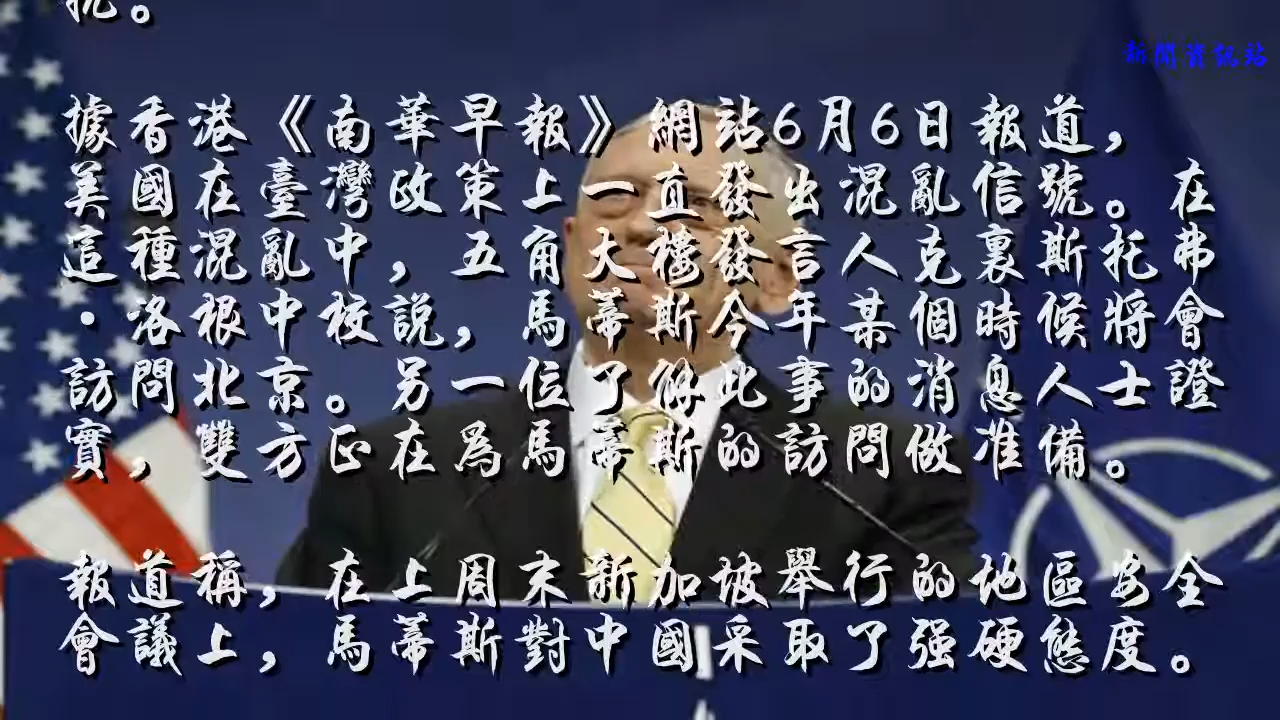 抗。
新聞資訊站
據香港《南華早報》網站6月6日報道，
美國在臺灣政策上一直發出混亂信號。在
這種混亂中，五角大樓發言人克裏斯托弗
·洛根中校説，馬蒂斯今年某個時候將會
訪問北京。另一位了解此事的消息人士證
實，雙方正在爲馬蒂斯的訪問做准備。
報道稱，在上周末新加坡舉行的地區安全
會議上，馬蒂斯對中國采取了强硬態度。